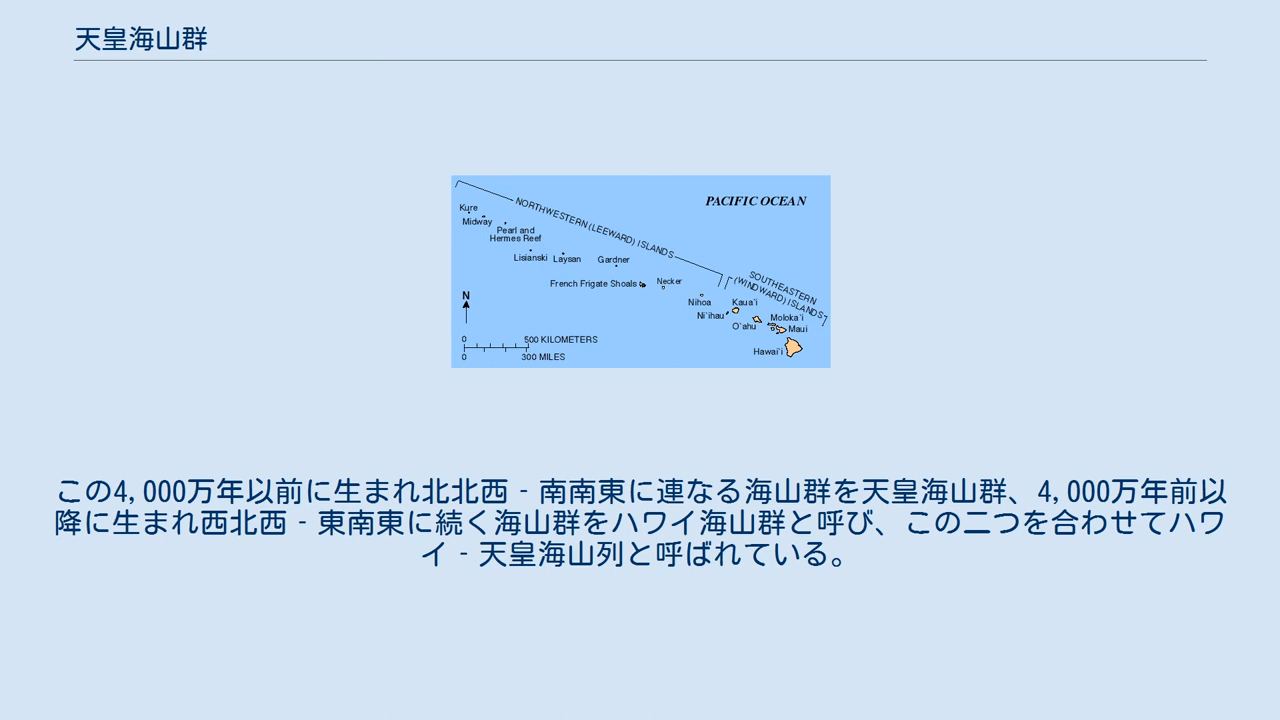 天皇海山群
PACIFIC OCEAN
NORTHWESTERN (LEEWARD) ISLANDS
Kure
Midway
Pearl and
Hermes Reef
Lisianski
Laysan
Gardner
French Frigate Shoals
Necker
SOUTHEASTERN
(WINDWARD) ISLANDS
Nihoa
Kaua`i
Ni`ihau
O`ahu
Moloka`i
Maui
Hawai`i
N
0
500 KILOMETERS
0
300 MILES
この4,000万年以前に生まれ北北西 - 南南東に連なる海山群を天皇海山群、4,000万年前以
降に生まれ西北西 - 東南東に続く海山群をハワイ海山群と呼び、この二つを合わせてハワ
イ - 天皇海山列と呼ばれている。